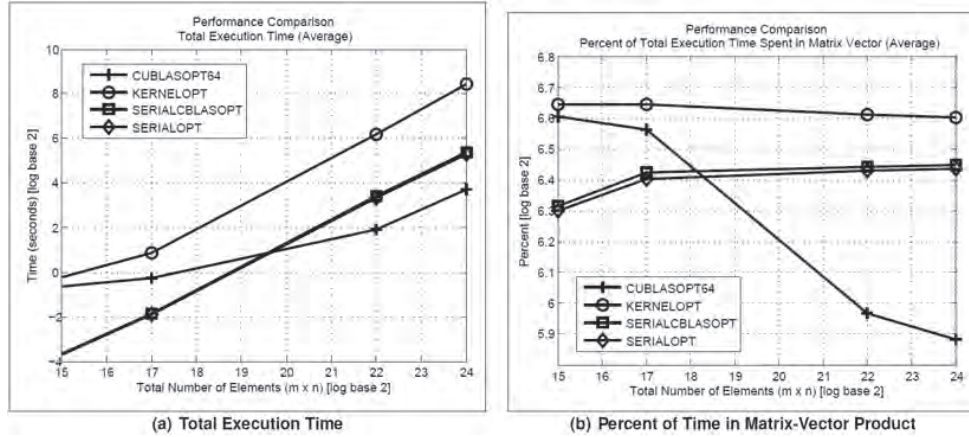 Performance Comparison
Total Execution Time (Average)
10
8
6
4
2
0
−2
−4
Time (seconds) [log base 2]
CUBLASOPT64
KERNELOPT
SERIALCBLASOPT
SERIALOPT
15 16 17 18 19 20 21 22 23 24
Total Number of Elements (m x n) [log base 2]
(a) Total Execution Time
Performance Comparison
Percent of Total Execution Time Spent in Matrix Vector (Average)
6.8
6.7
6.6
6.5
6.4
6.3
6.2
6.1
6
5.9
Percent [log base 2]
CUBLASOPT64
KERNELOPT
SERIALCBLASOPT
SERIALOPT
15 16 17 18 19 20 21 22 23 24
Total Number of Elements (m x n) [log base 2]
(b) Percent of Time in Matrix-Vector Product